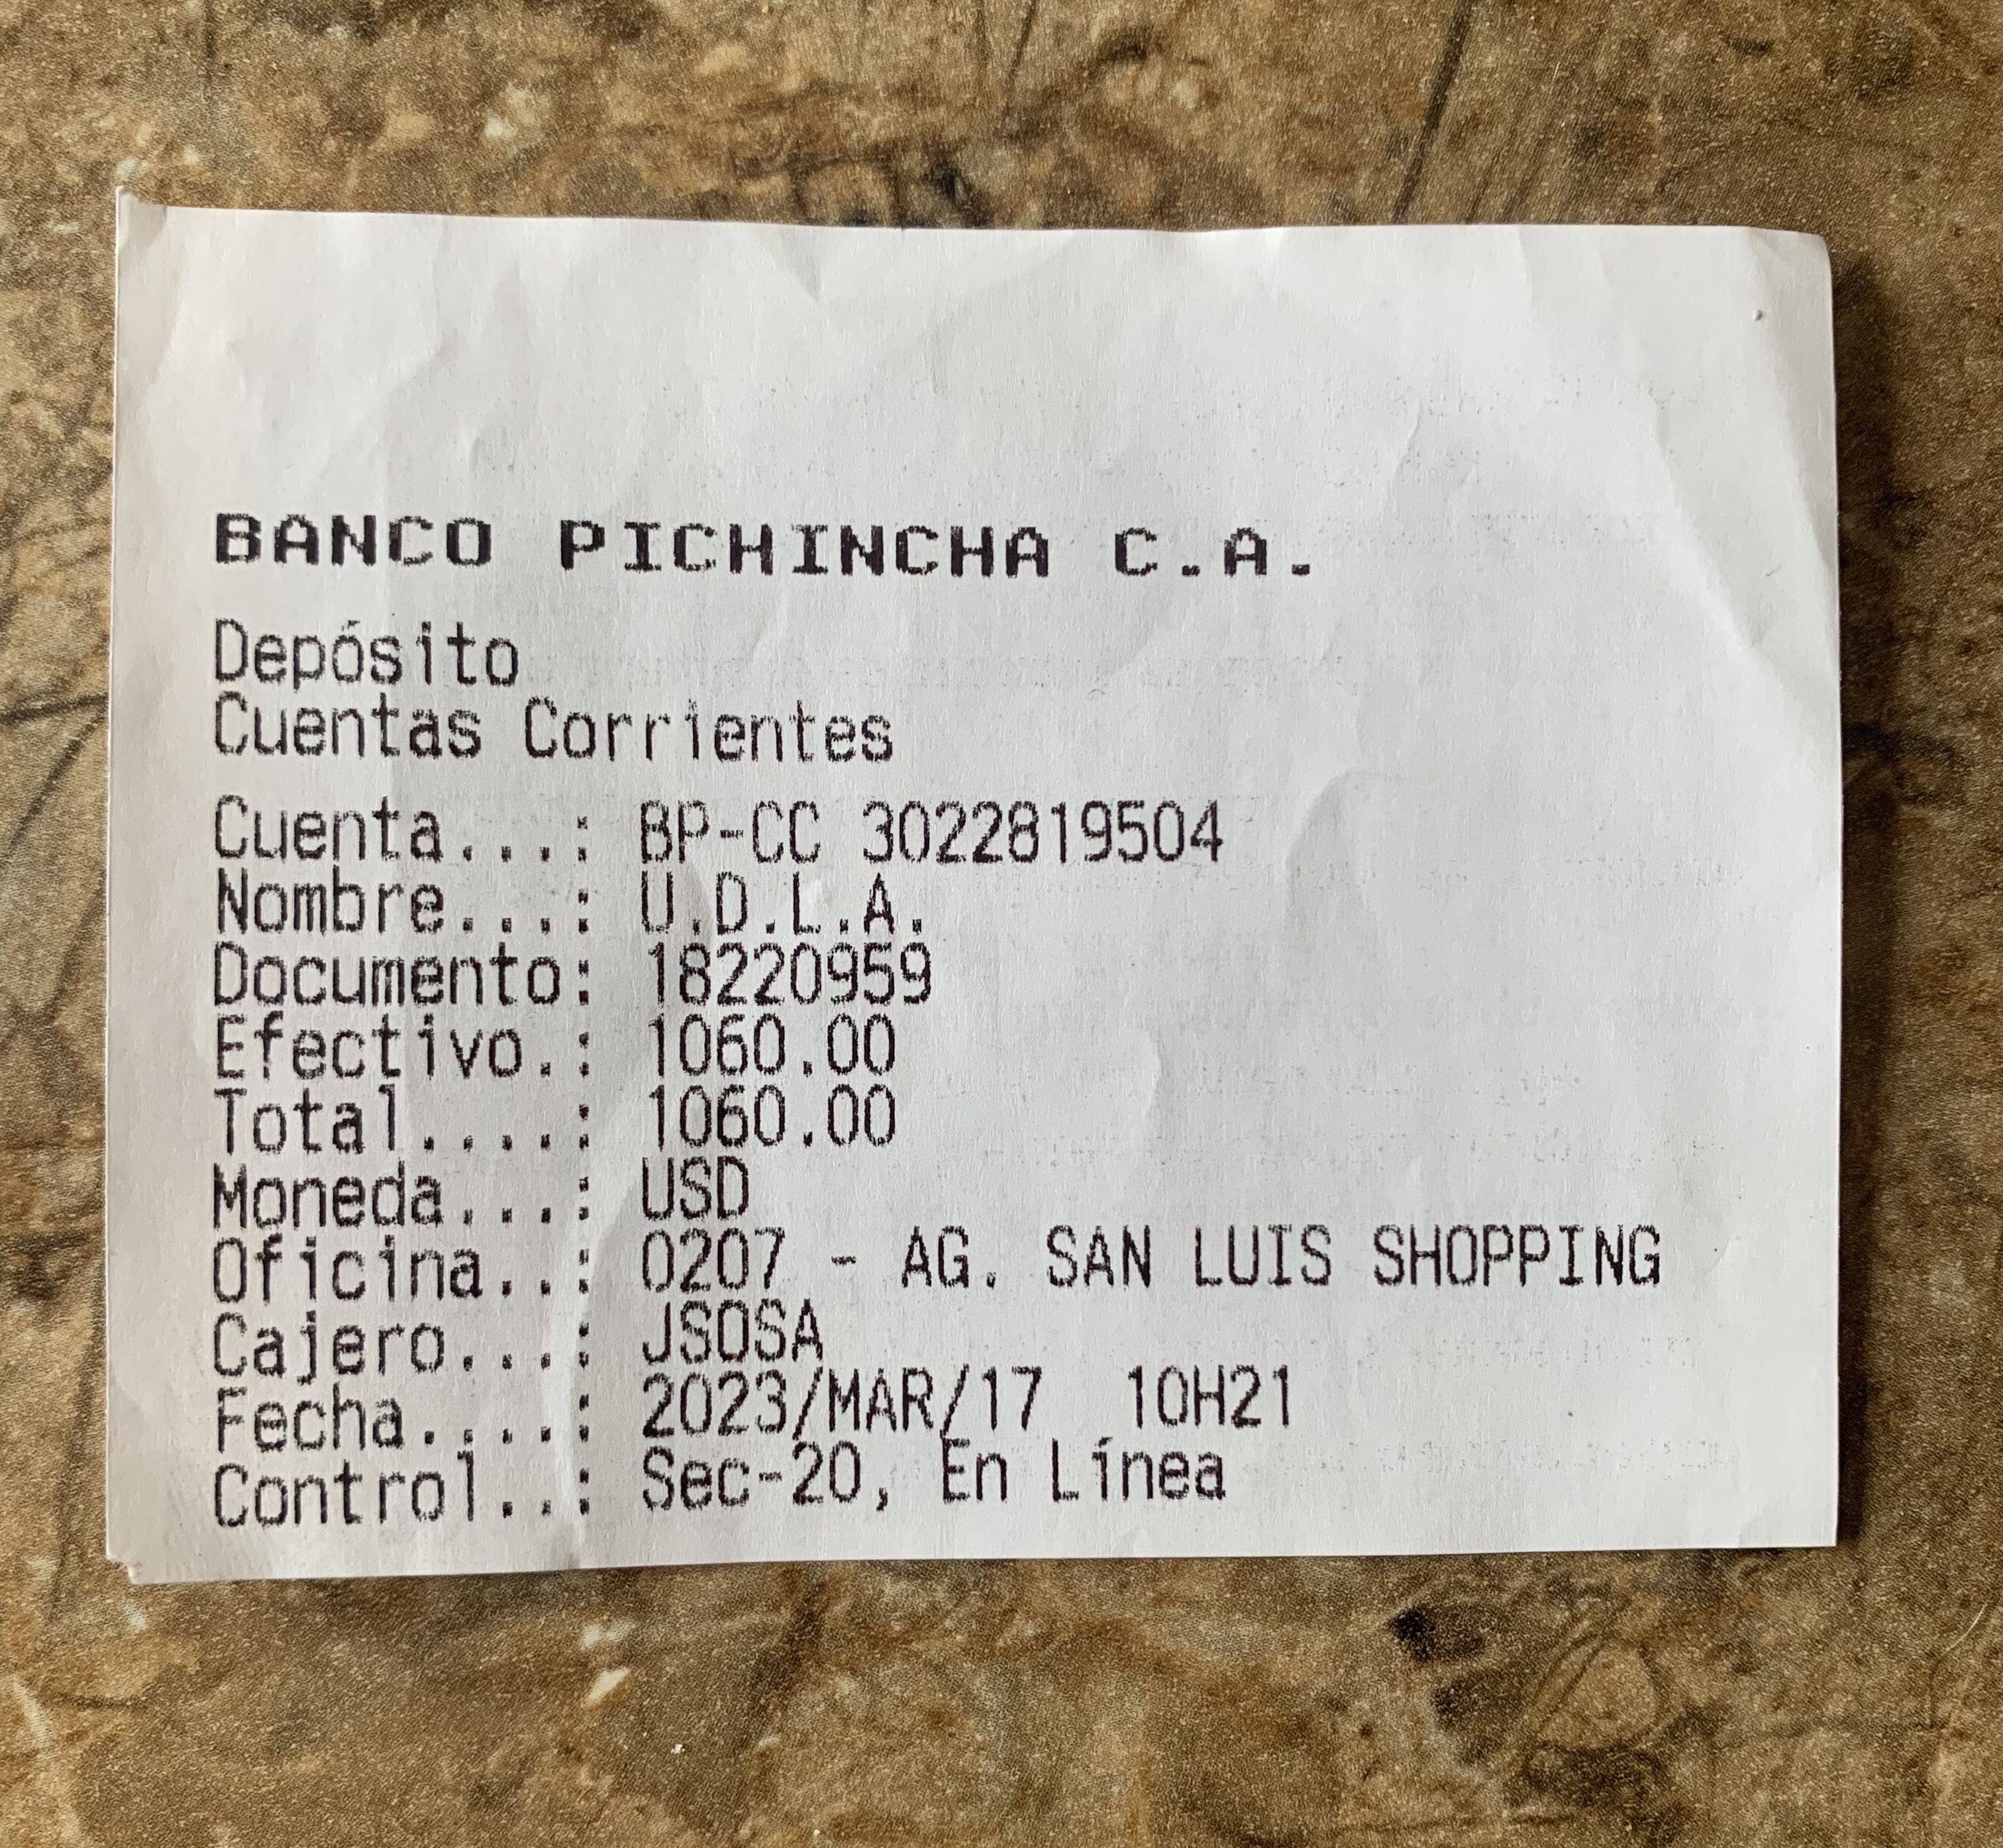 BANCO PICHINCHA C.A.
Depósito
Cuentas Corrientes
Cuenta...: BP-CC 3022819504
Nombre...: U.D.L.A.
Documento: 18220959
Efectivo.: 1060.00
Total....: 1060.00
Moneda...: USD
Oficina..: 0207 - AG. SAN LUIS SHOPPING
Cajero...: JSOSA
Fecha....: 2023/MAR/17  10H21
Control..: Sec-20, En Línea